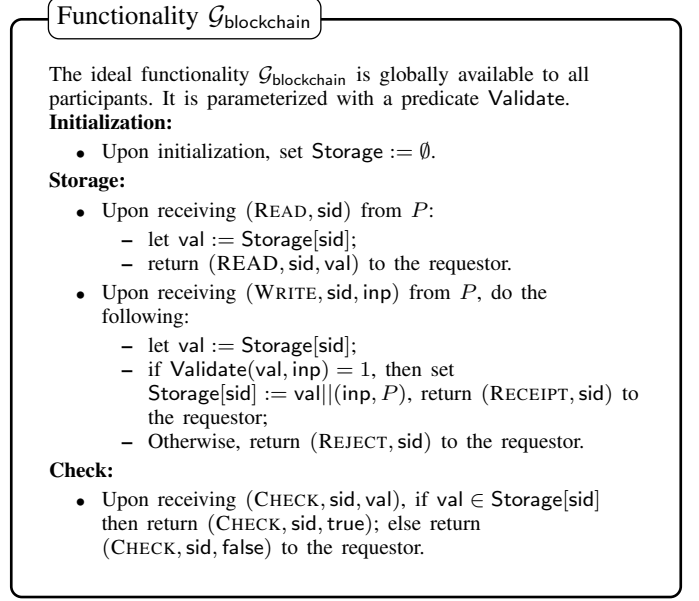 Functionality 𝒢blockchain
The ideal functionality 𝒢blockchain is globally available to all
participants. It is parameterized with a predicate Validate.
Initialization:
• Upon initialization, set Storage := ∅.
Storage:
• Upon receiving (READ, sid) from P:
– let val := Storage[sid];
– return (READ, sid, val) to the requestor.
• Upon receiving (WRITE, sid, inp) from P, do the
following:
– let val := Storage[sid];
– if Validate(val, inp) = 1, then set
Storage[sid] := val||(inp, P), return (RECEIPT, sid) to
the requestor;
– Otherwise, return (REJECT, sid) to the requestor.
Check:
• Upon receiving (CHECK, sid, val), if val ∈ Storage[sid]
then return (CHECK, sid, true); else return
(CHECK, sid, false) to the requestor.